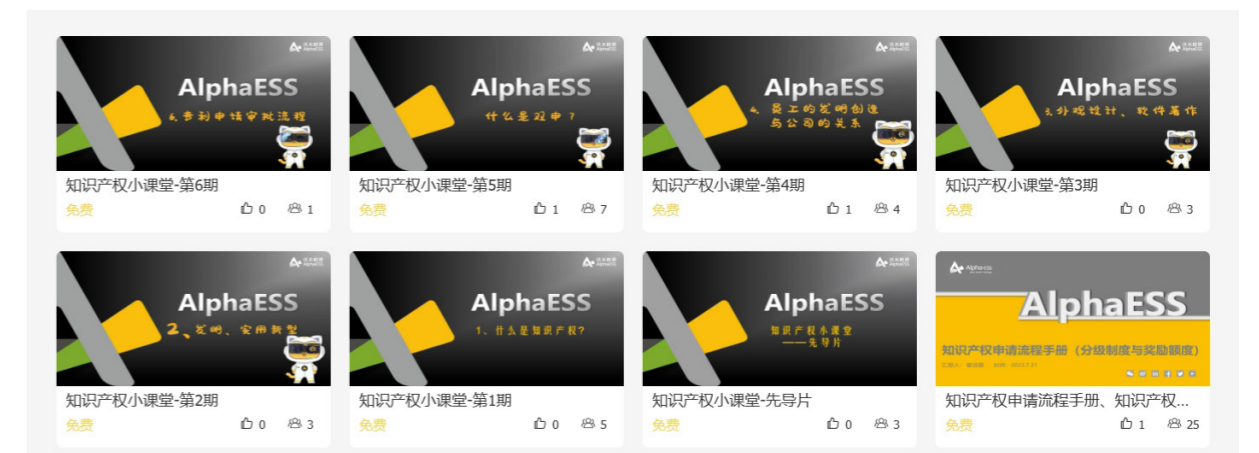 AlphaESS
6、专利申请审批流程
知识产权小课堂-第6期
免费 0 1
AlphaESS
什么是双申？
知识产权小课堂-第5期
免费 1 7
AlphaESS
4、员工的发明创造
与公司的关系
知识产权小课堂-第4期
免费 1 4
AlphaESS
3、外观设计、软件著作
知识产权小课堂-第3期
免费 0 3
AlphaESS
2、发明、实用新型
知识产权小课堂-第2期
免费 0 3
AlphaESS
1、什么是知识产权?
知识产权小课堂-第1期
免费 0 5
AlphaESS
知识产权小课堂
——先导片
知识产权小课堂-先导片
免费 0 3
AlphaESS
知识产权申请流程手册（分级制度与奖励额度）
知识产权申请流程手册、知识产权...
免费 1 25